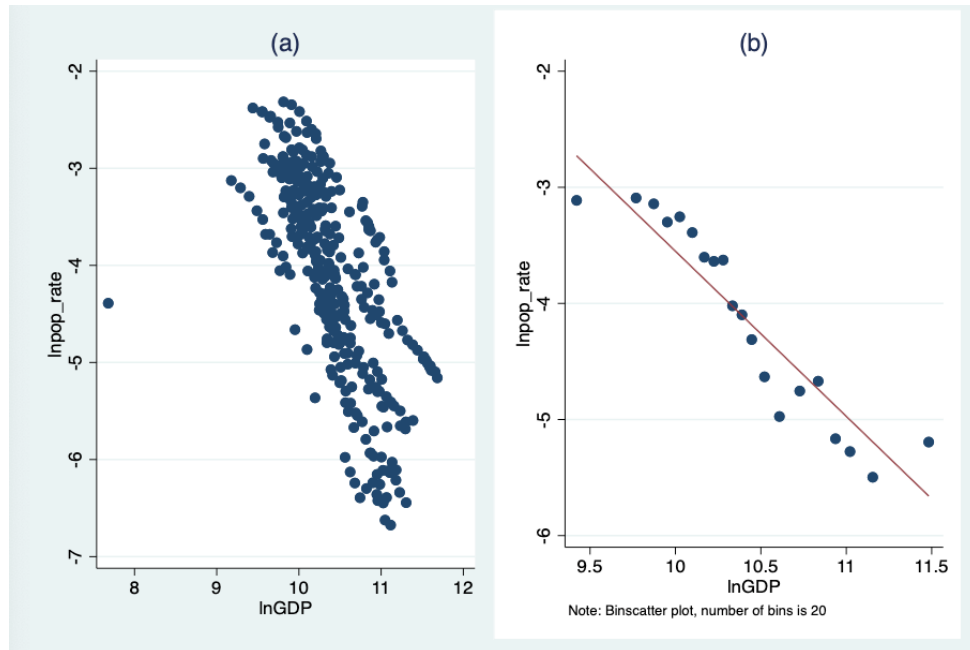 (a)
-2
-3
-4
-5
-6
-7
lnpop_rate
8 9 10 11 12
lnGDP
(b)
-2
-3
-4
-5
-6
lnpop_rate
9.5 10 10.5 11 11.5
lnGDP
Note: Binscatter plot, number of bins is 20